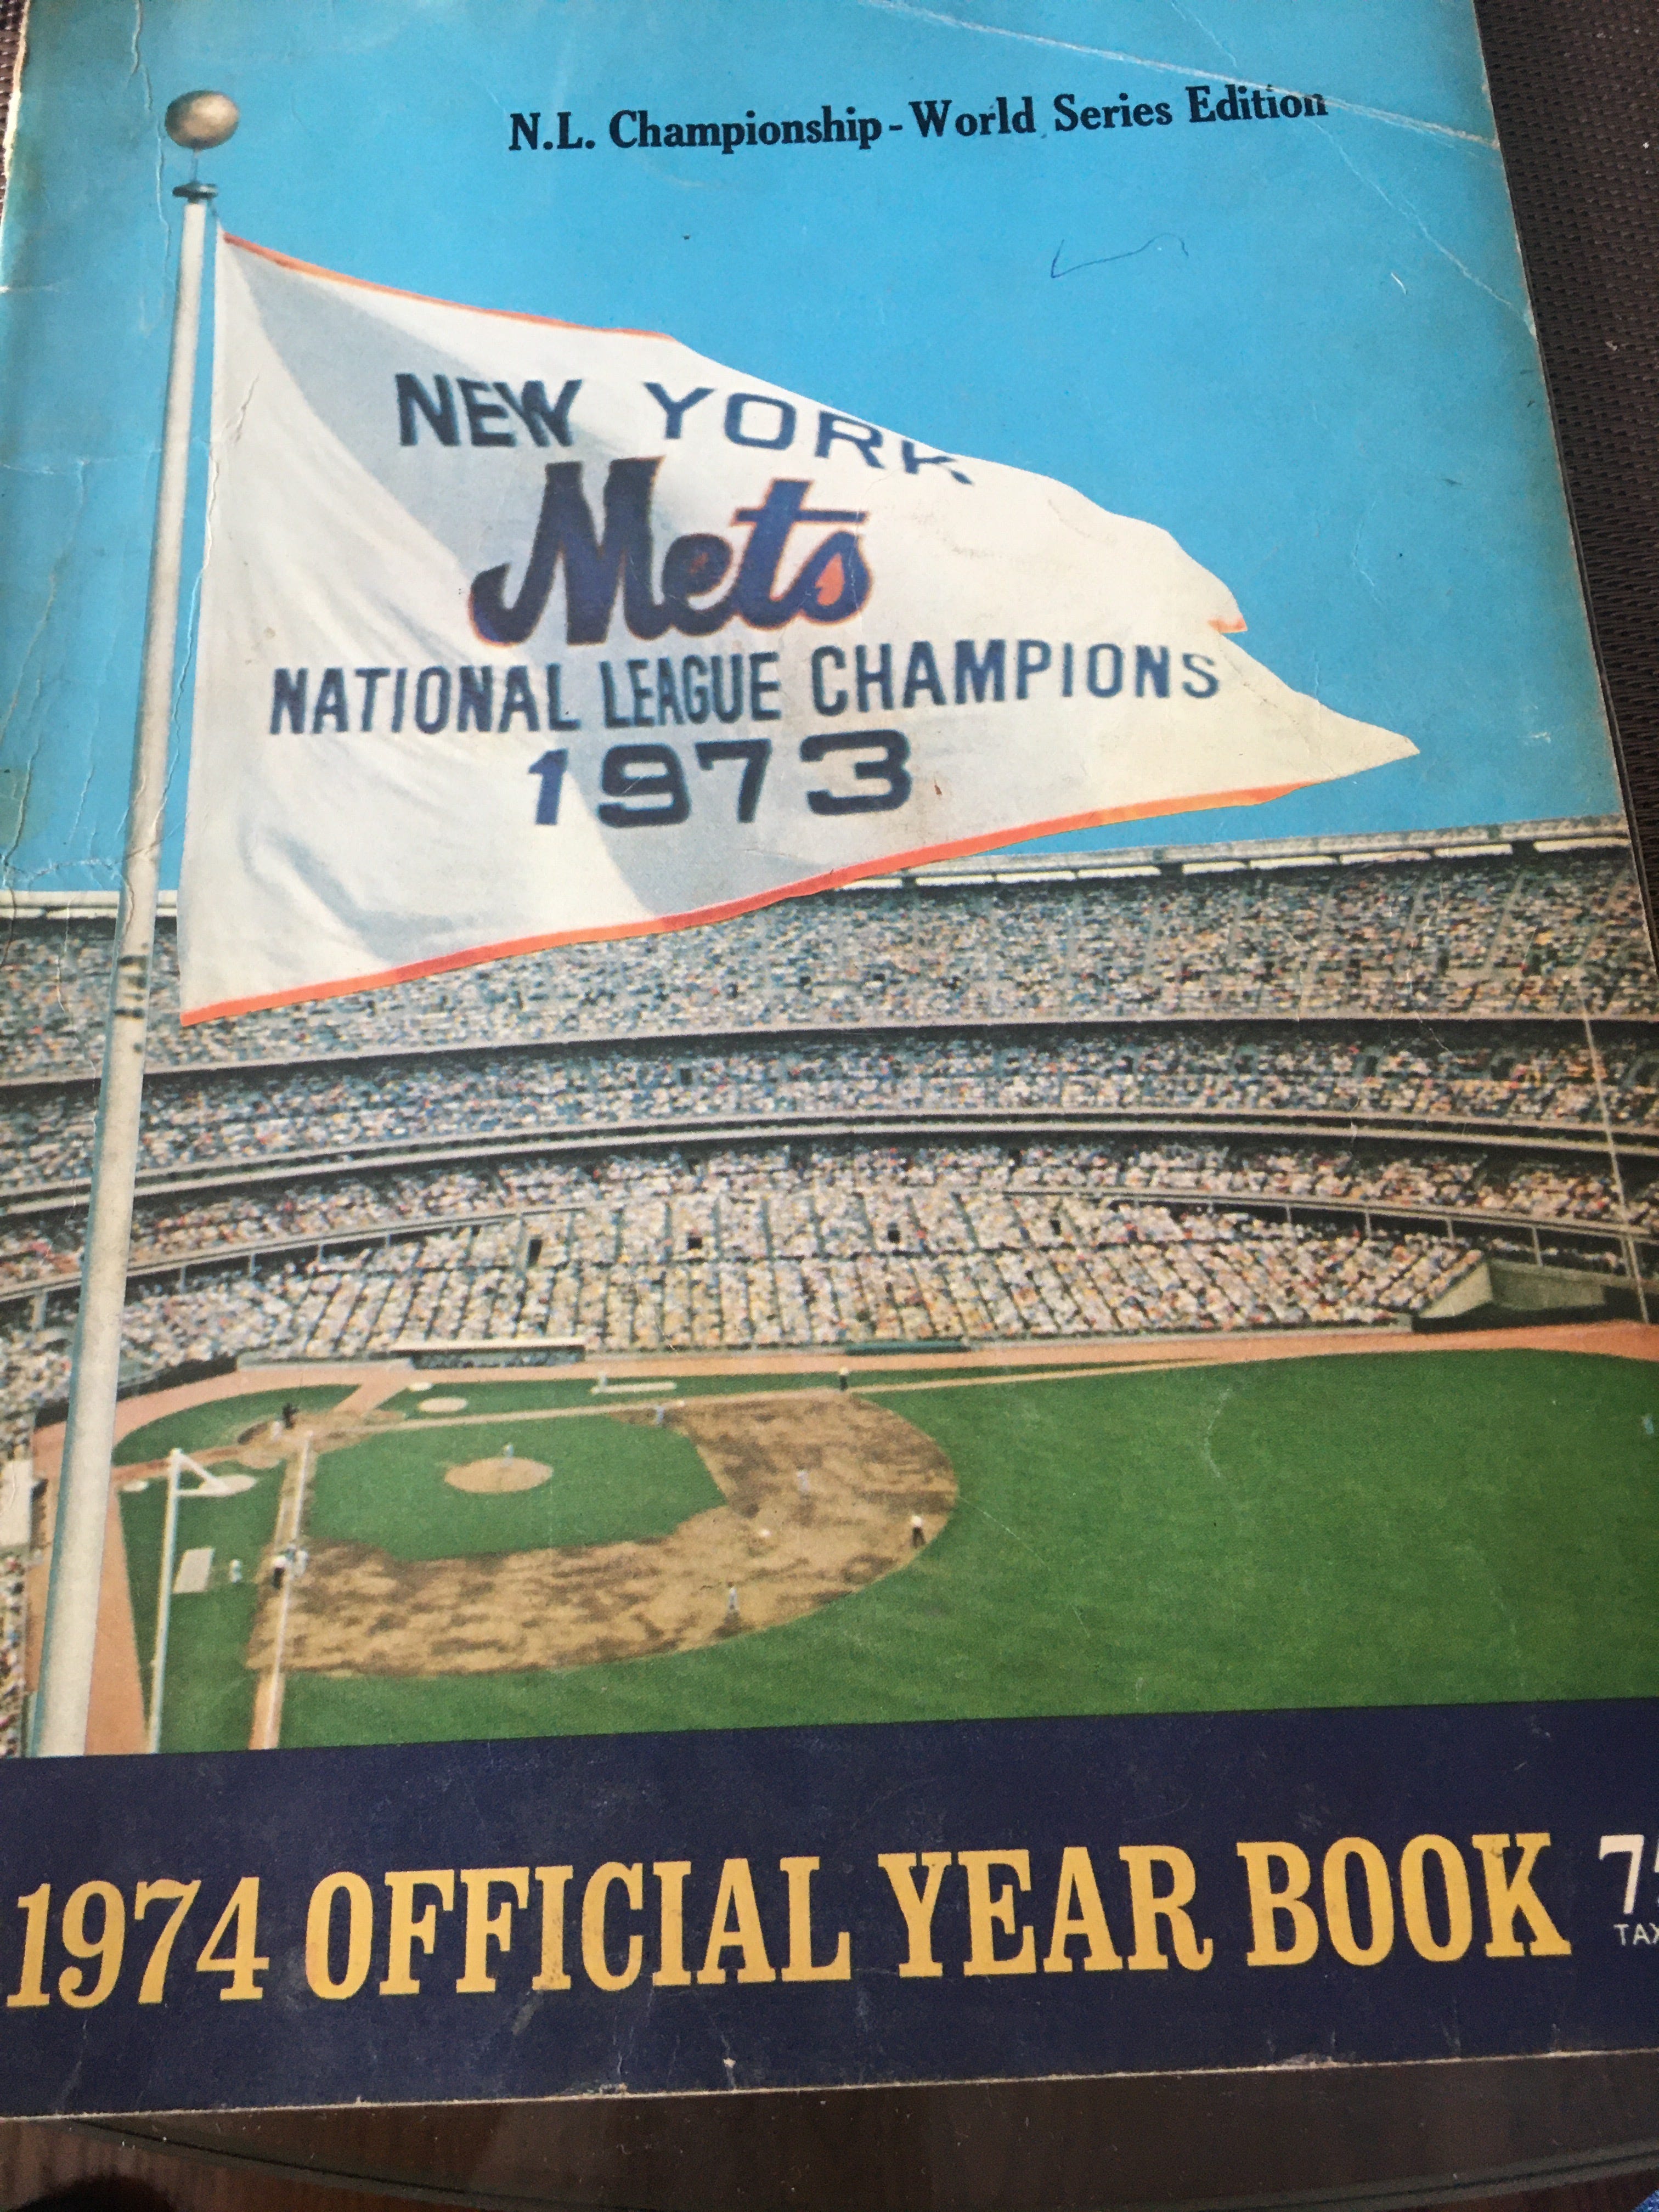 N.L. Championship - World Series Edition
NEW YORK
Mets
NATIONAL LEAGUE CHAMPIONS
1973
1974 OFFICIAL YEAR BOOK